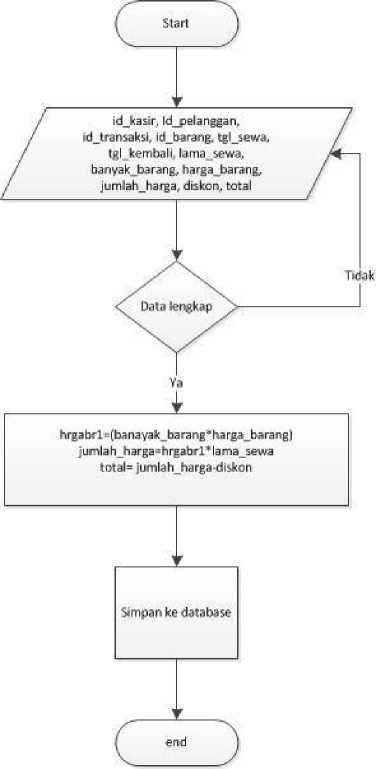 Start
id_kasir, Id_pelanggan,
id_transaksi, id_barang, tgl_sewa,
tgl_kembali, lama_sewa,
banyak_barang, harga_barang,
jumlah_harga, diskon, total
Tidak
Data lengkap
Ya
hrgabr1=(banayak_barang*harga_barang)
jumlah_harga=hrgabr1*lama_sewa
total= jumlah_harga-diskon
Simpan ke database
end